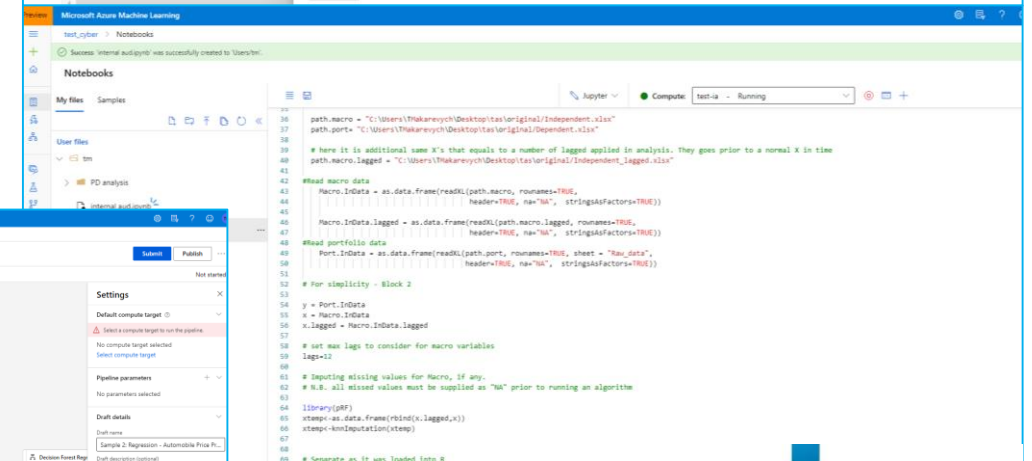 Preview
Microsoft Azure Machine Learning
test_cyber > Notebooks
Success: 'internal aud.ipynb' was successfully created to 'Users/tm'.
Notebooks
My files Samples
Jupyter
Compute: test-ia - Running
User files
tm
PD analysis
internal aud.ipynb
36 path.macro = "C:\Users\TMakarevych\Desktop\tas\original/Independent.xlsx"
37 path.port= "C:\Users\TMakarevych\Desktop\tas\original/Dependent.xlsx"
38
39 # here it is additional same X's that equals to a number of lagged applied in analysis. They goes prior to a normal X in time
40 path.macro.lagged = "C:\Users\TMakarevych\Desktop\tas\original/Independent_lagged.xlsx"
41
42 #Read macro data
43 Macro.InData = as.data.frame(readXL(path.macro, rownames=TRUE,
44 header=TRUE, na="NA", stringsAsFactors=TRUE))
45
46 Macro.InData.lagged = as.data.frame(readXL(path.macro.lagged, rownames=TRUE,
47 header=TRUE, na="NA", stringsAsFactors=TRUE))
48 #Read portfolio data
49 Port.InData = as.data.frame(readXL(path.port, rownames=TRUE, sheet = "Raw_data",
50 header=TRUE, na="NA", stringsAsFactors=TRUE))
51
52 # For simplicity - Block 2
53
54 y = Port.InData
55 x = Macro.InData
56 x.lagged = Macro.InData.lagged
57
58 # set max lags to consider for macro variables
59 lags=12
60
61 # Imputing missing values for Macro, if any.
62 # N.B. all missed values must be supplied as "NA" prior to running an algorithm
63
64 library(pRF)
65 xtemp<-as.data.frame(rbind(x.lagged,x))
66 xtemp<-knnImputation(xtemp)
67
68
69 # Separate as it was loaded into R
Submit Publish
Not started
Settings
Default compute target
Select a compute target to run the pipeline.
No compute target selected
Select compute target
Pipeline parameters
No parameters selected
Draft details
Draft name
Sample 2: Regression - Automobile Price Pr...
Draft description (optional)
Decision Forest Regr